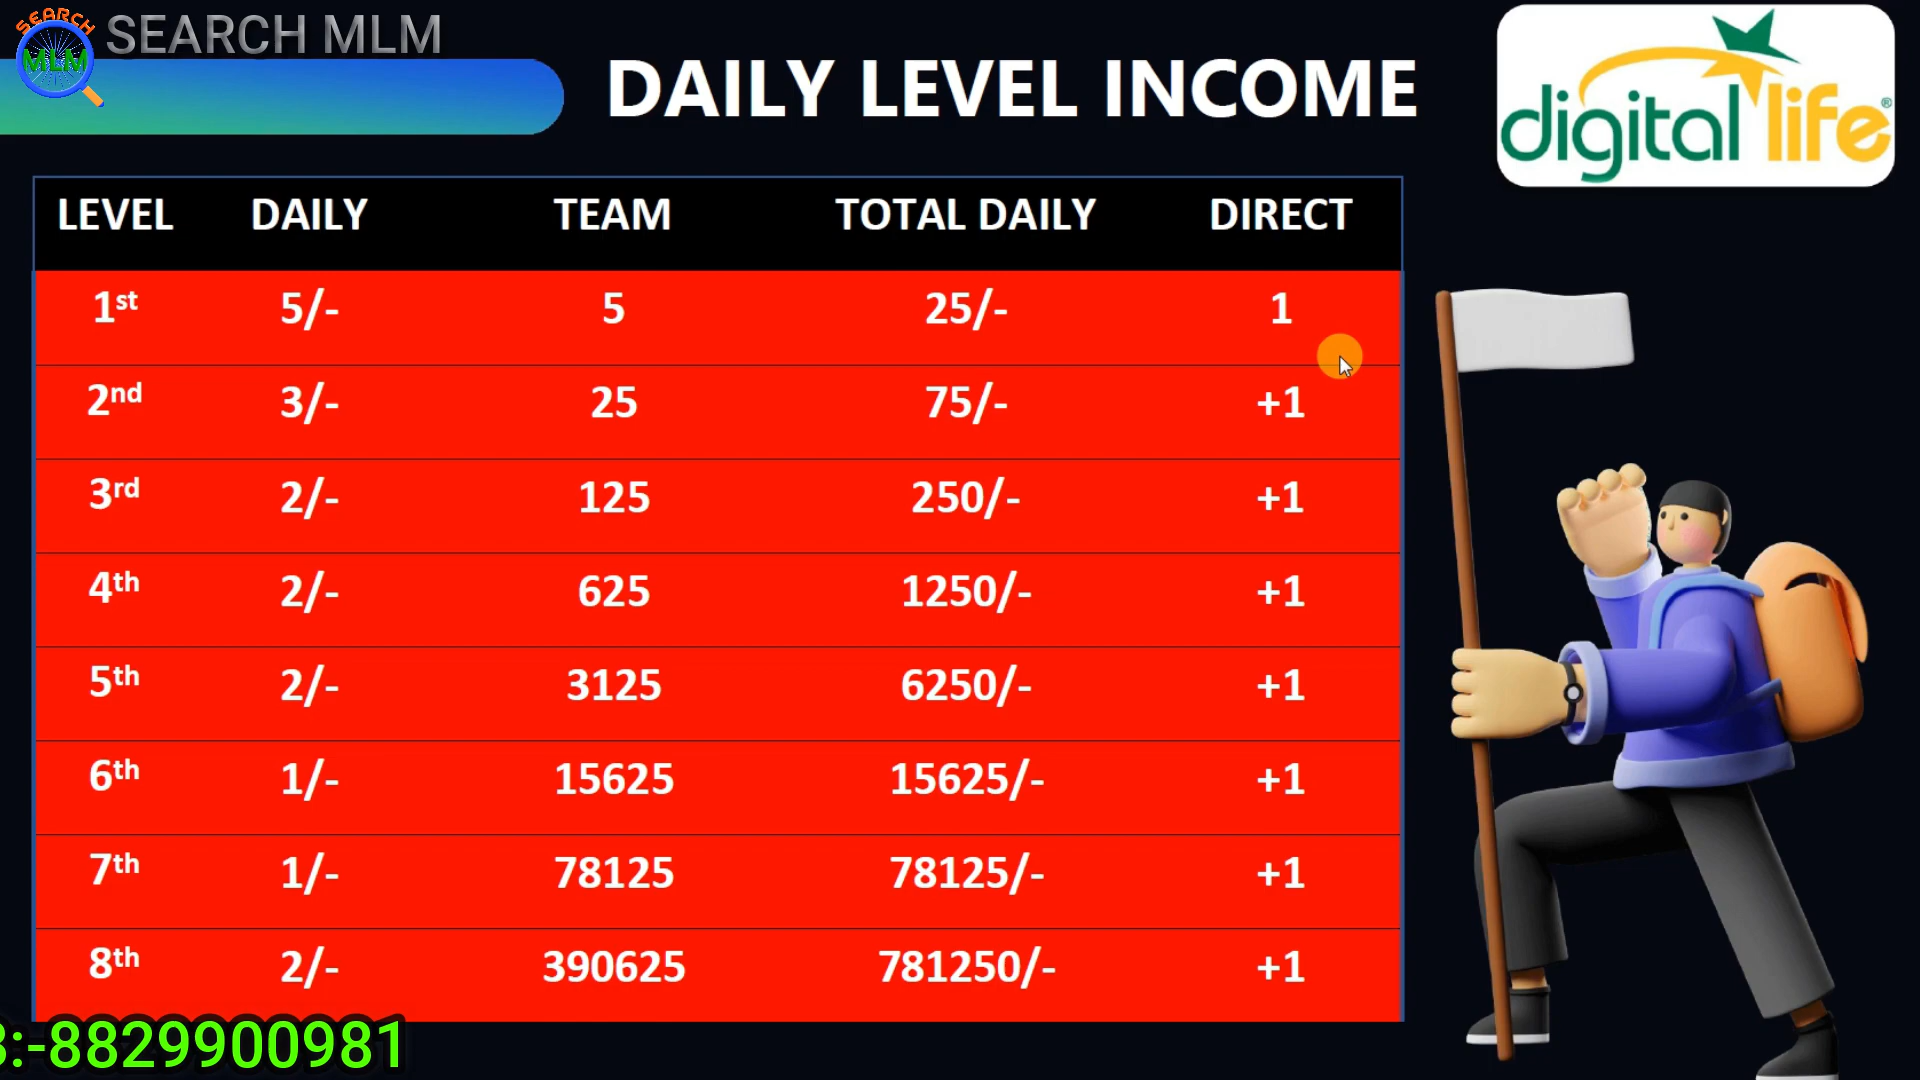 SEARCH
MLM
SEARCH MLM
DAILY LEVEL INCOME
digital life®
LEVEL DAILY TEAM TOTAL DAILY DIRECT
1st 5/- 5 25/- 1
2nd 3/- 25 75/- +1
3rd 2/- 125 250/- +1
4th 2/- 625 1250/- +1
5th 2/- 3125 6250/- +1
6th 1/- 15625 15625/- +1
7th 1/- 78125 78125/- +1
8th 2/- 390625 781250/- +1
:-8829900981